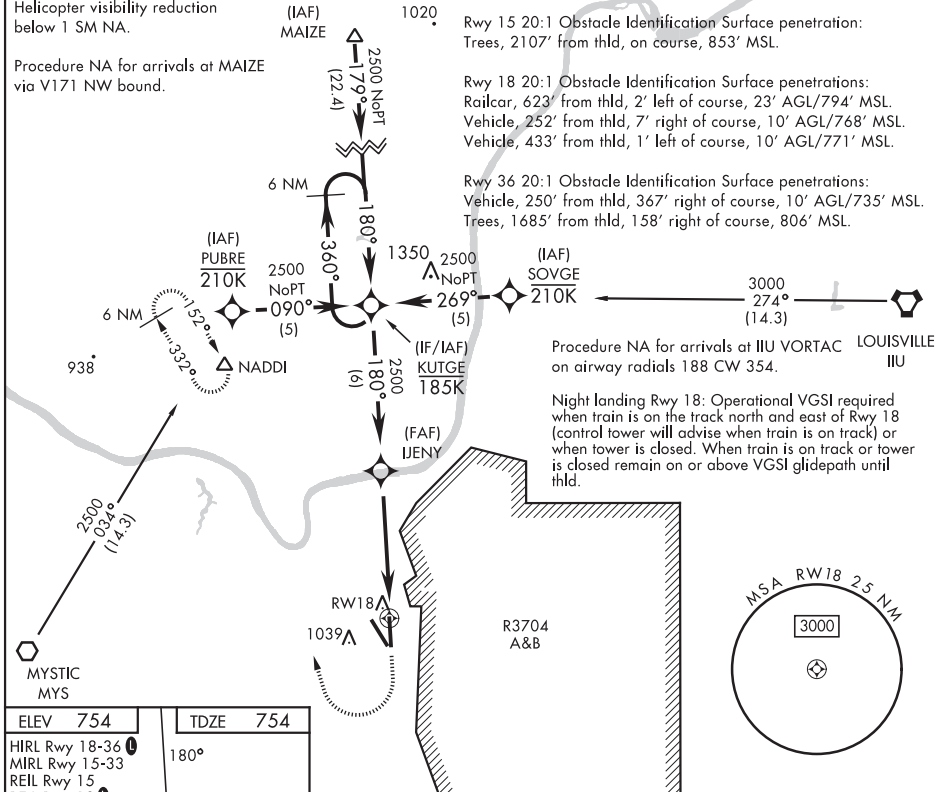 Helicopter visibility reduction
below 1 SM NA.
Procedure NA for arrivals at MAIZE
via V171 NW bound.
(IAF)
MAIZE
1020
2500 NoPT
179°
(22.4)
Rwy 15 20:1 Obstacle Identification Surface penetration:
Trees, 2107' from thld, on course, 853' MSL.
Rwy 18 20:1 Obstacle Identification Surface penetrations:
Railcar, 623' from thld, 2' left of course, 23' AGL/794' MSL.
Vehicle, 252' from thld, 7' right of course, 10' AGL/768' MSL.
Vehicle, 433' from thld, 1' left of course, 10' AGL/771' MSL.
Rwy 36 20:1 Obstacle Identification Surface penetrations:
Vehicle, 250' from thld, 367' right of course, 10' AGL/735' MSL.
Trees, 1685' from thld, 158' right of course, 806' MSL.
6 NM
360°
180°
(IAF)
PUBRE
210K
2500
NoPT
090°
(5)
1350
2500
NoPT
269°
(5)
(IAF)
SOVGE
210K
3000
274°
(14.3)
LOUISVILLE
IIU
6 NM
152°
332°
NADDI
938
(IF/IAF)
KUTGE
185K
2500
180°
(6)
Procedure NA for arrivals at IIU VORTAC
on airway radials 188 CW 354.
Night landing Rwy 18: Operational VGSI required
when train is on the track north and east of Rwy 18
(control tower will advise when train is on track) or
when tower is closed. When train is on track or tower
is closed remain on or above VGSI glidepath until
thld.
(FAF)
IJENY
2500
034°
(14.3)
MYSTIC
MYS
RW18
1039
R3704
A&B
MSA RW18 25 NM
3000
ELEV 754
TDZE 754
HIRL Rwy 18-36 L
MIRL Rwy 15-33
REIL Rwy 15
180°